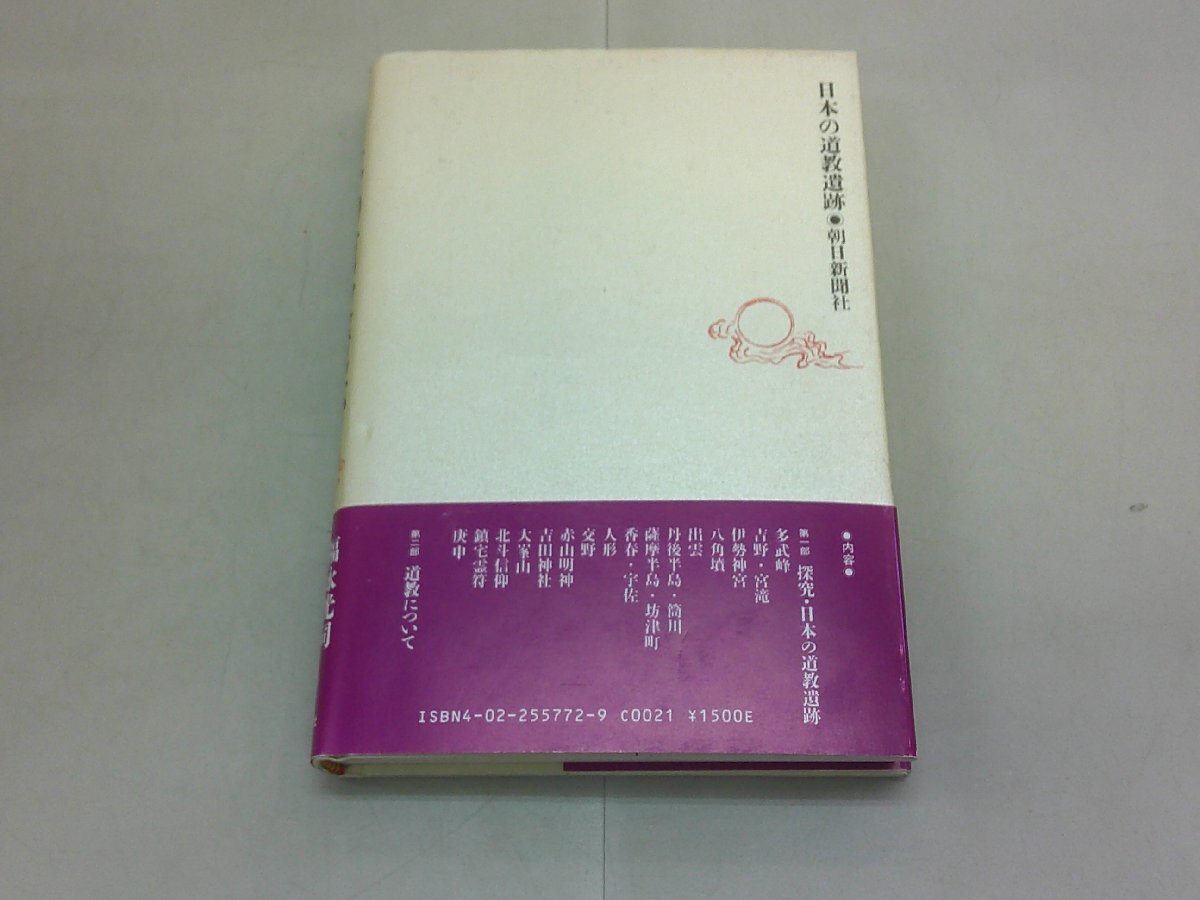 日本の道教遺跡●朝日新聞社
●内容●
第一部 探究・日本の道教遺跡
多武峰
吉野・宮滝
伊勢神宮
八角墳
出雲
丹後半島・筒川
薩摩半島・坊津町
香春・宇佐
人形
交野
赤山明神
吉田神社
大峯山
北斗信仰
鎮宅霊符
庚申
第二部 道教について
ISBN4-02-255772-9 C0021 ¥1500E